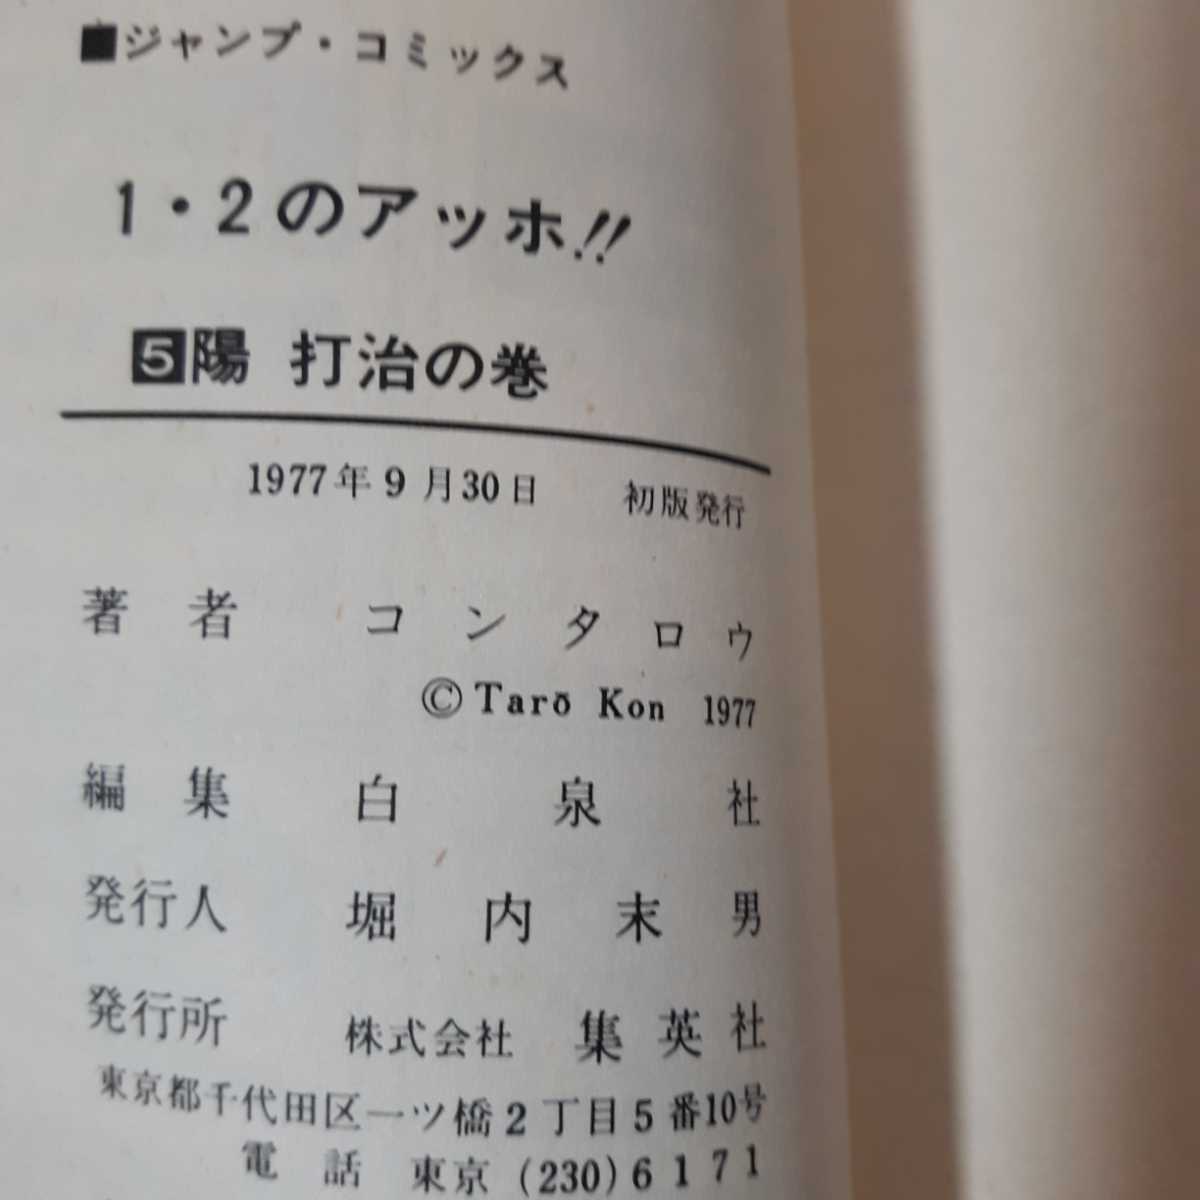 ■ジャンプ・コミックス
1・2のアッホ!!
5陽 打治の巻
1977年9月30日 初版発行
著者 コンタロウ
©Tarō Kon 1977
編集 白泉社
発行人 堀内末男
発行所 株式会社 集英社
東京都千代田区一ツ橋2丁目5番10号
電話 東京(230)6171